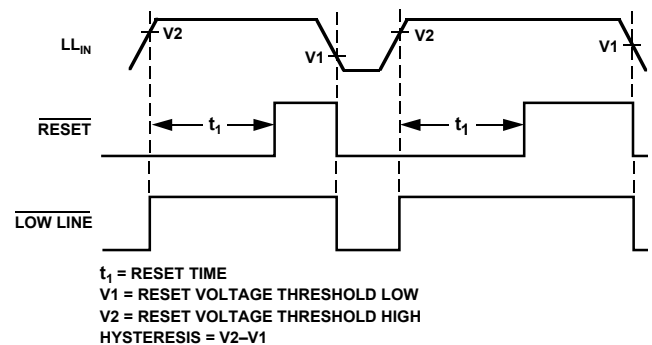 LLIN
V2
V1
V2
V1
RESET
t1
t1
LOW LINE
t1 = RESET TIME
V1 = RESET VOLTAGE THRESHOLD LOW
V2 = RESET VOLTAGE THRESHOLD HIGH
HYSTERESIS = V2–V1